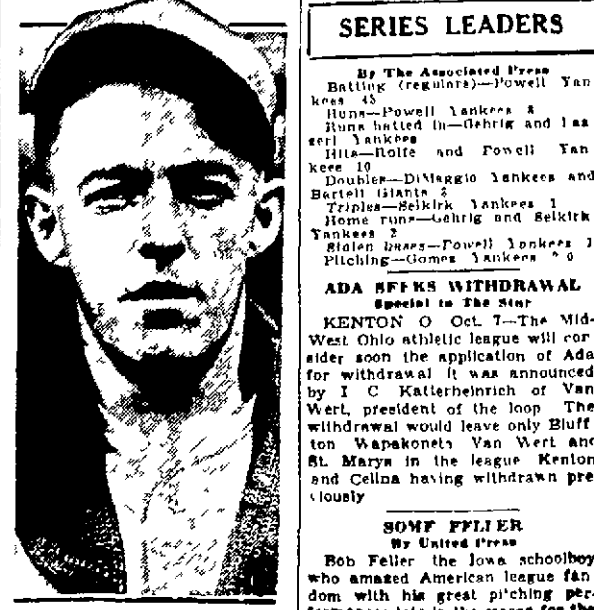 SERIES LEADERS
By The Associated Press
Batting (regulars)—Powell Yan
kees 45
Runs—Powell Yankees 8
Runs batted in—Gehrig and Laz
zeri Yankees
Hits—Rolfe and Powell Yan
kees 10
Doubles—DiMaggio Yankees and
Bartell Giants 3
Triples—Selkirk Yankees 1
Home runs—Gehrig and Selkirk
Yankees 2
Stolen bases—Powell Yankees 1
Pitching—Gomez Yankees 2 0
ADA SEEKS WITHDRAWAL
Special to The Star
KENTON O Oct. 7—The Mid-
West Ohio athletic league will con
sider soon the application of Ada
for withdrawal it was announced
by I C Katterheinrich of Van
Wert, president of the loop The
withdrawal would leave only Bluff
ton Wapakoneta Van Wert and
St. Marys in the league Kenton
and Celina having withdrawn pre
viously
SOME FELLER
By United Press
Bob Feller the Iowa schoolboy
who amazed American league fan
dom with his great pitching per-